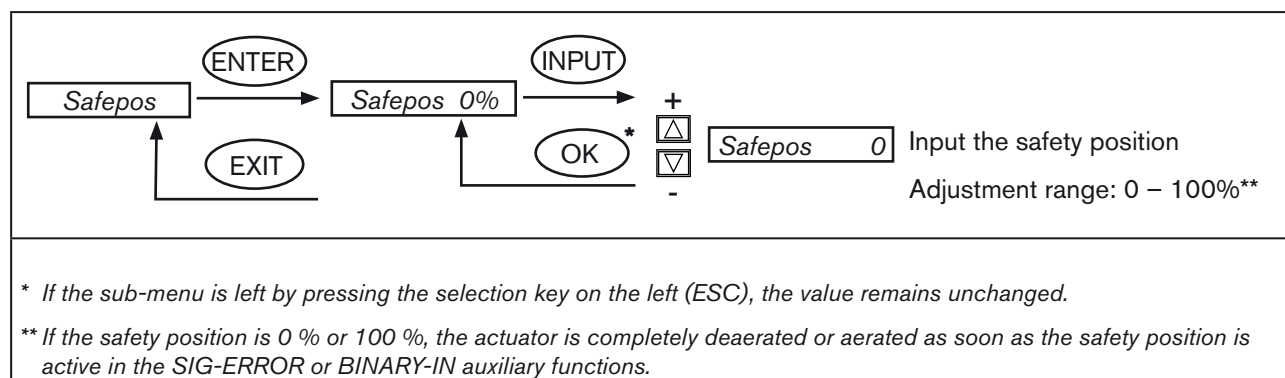 ENTER
INPUT
Safepos
Safepos 0%
+
EXIT
OK *
Safepos 0
Input the safety position
-
Adjustment range: 0 – 100%**
* If the sub-menu is left by pressing the selection key on the left (ESC), the value remains unchanged.
** If the safety position is 0 % or 100 %, the actuator is completely deaerated or aerated as soon as the safety position is
active in the SIG-ERROR or BINARY-IN auxiliary functions.